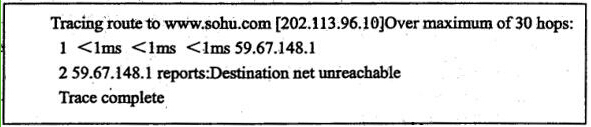 Tracing route to www.sohu.com [202.113.96.10]Over maximum of 30 hops:
1 <1ms <1ms <1ms 59.67.148.1
2 59.67.148.1 reports:Destination net unreachable
Trace complete